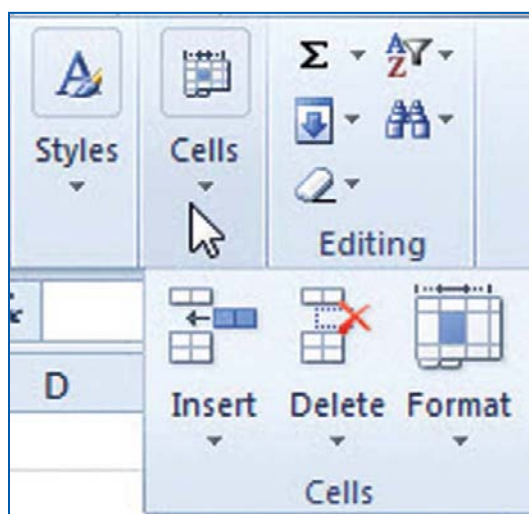 Styles
Cells
Σ
A
A
Z
Editing
D
Insert
Delete
Format
Cells